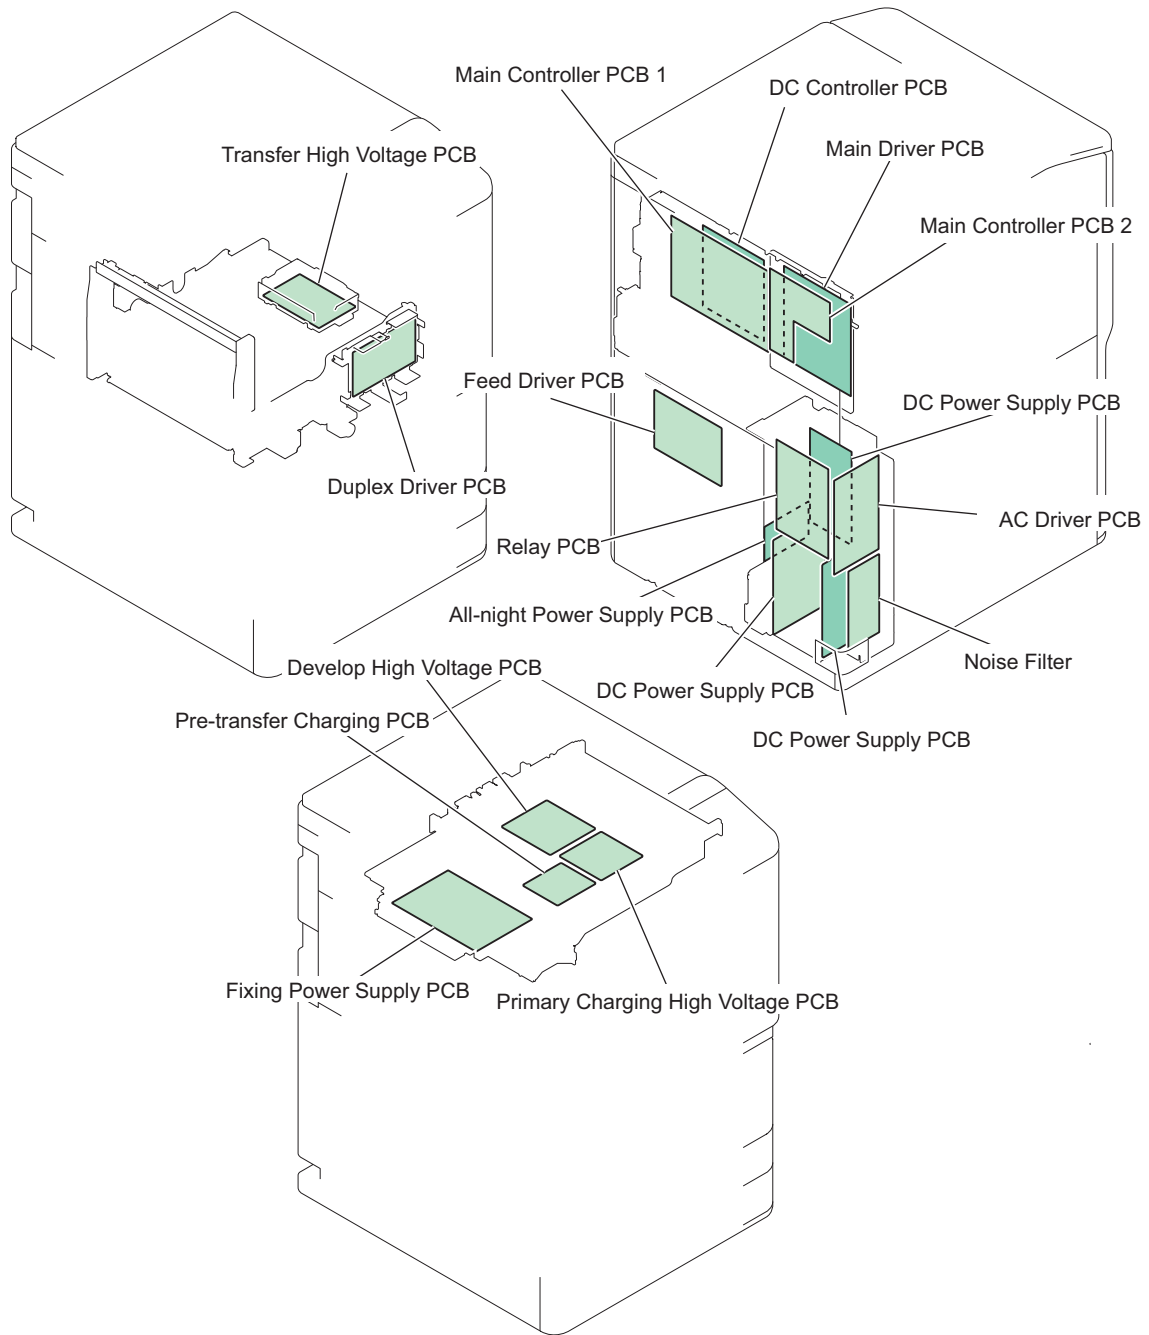 Main Controller PCB 1
DC Controller PCB
Transfer High Voltage PCB
Main Driver PCB
Main Controller PCB 2
Feed Driver PCB
DC Power Supply PCB
Duplex Driver PCB
AC Driver PCB
Relay PCB
All-night Power Supply PCB
Noise Filter
Develop High Voltage PCB
DC Power Supply PCB
Pre-transfer Charging PCB
DC Power Supply PCB
Fixing Power Supply PCB
Primary Charging High Voltage PCB